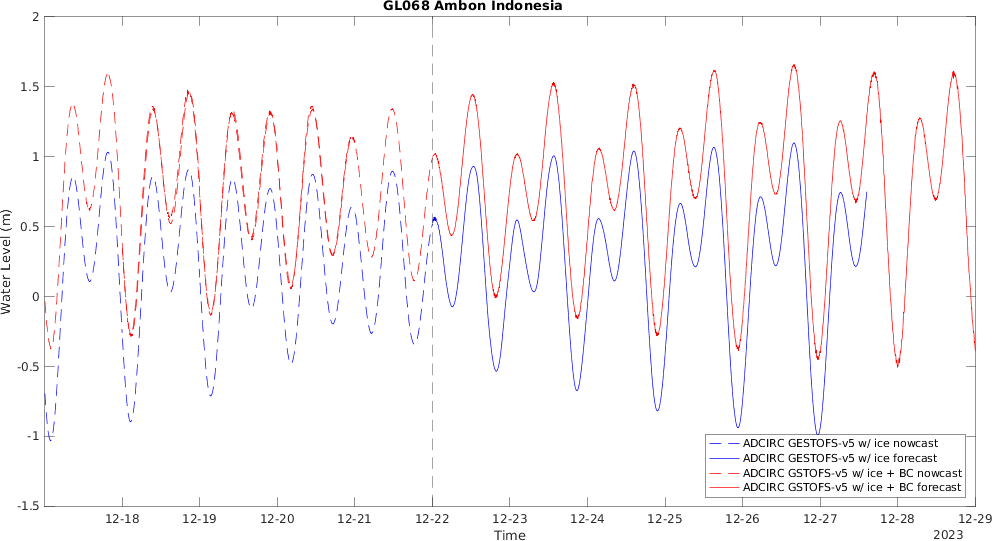 GL068 Ambon Indonesia
2
1.5
1
0.5
0
-0.5
-1
-1.5
Water Level (m)
ADCIRC GESTOFS-v5 w/ ice nowcast
ADCIRC GESTOFS-v5 w/ ice forecast
ADCIRC GSTOFS-v5 w/ ice + BC nowcast
ADCIRC GSTOFS-v5 w/ ice + BC forecast
12-18 12-19 12-20 12-21 12-22 12-23 12-24 12-25 12-26 12-27 12-28 12-29
Time
2023